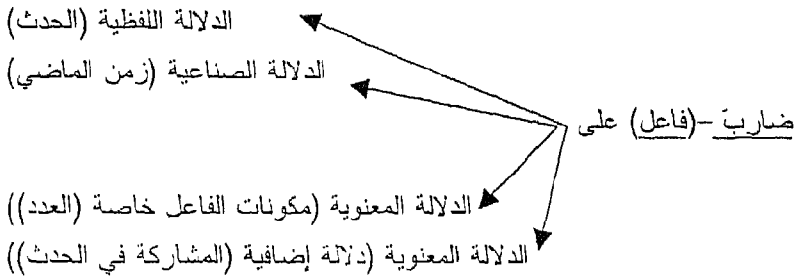 الدلالة اللفظية (الحدث)
الدلالة الصناعية (زمن الماضي)
ضاربَ -(فاعل) على
الدلالة المعنوية (مكونات الفاعل خاصة (العدد))
الدلالة المعنوية (دلالة إضافية (المشاركة في الحدث))